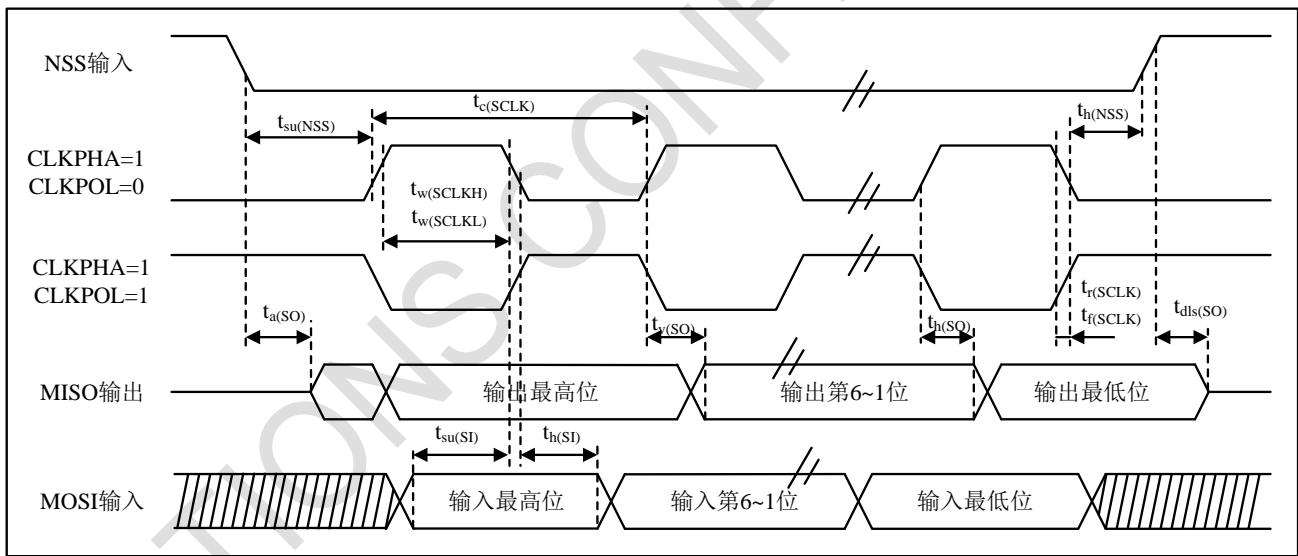 NSS输入
t_c(SCLK)
t_su(NSS)
t_h(NSS)
CLKPHA=1
CLKPOL=0
t_w(SCLKH)
t_w(SCLKL)
CLKPHA=1
CLKPOL=1
t_a(SO)
t_v(SO)
t_h(SO)
t_r(SCLK)
t_f(SCLK)
t_dls(SO)
MISO输出
输出最高位
输出第6~1位
输出最低位
t_su(SI)
t_h(SI)
MOSI输入
输入最高位
输入第6~1位
输入最低位
TIONS CONF